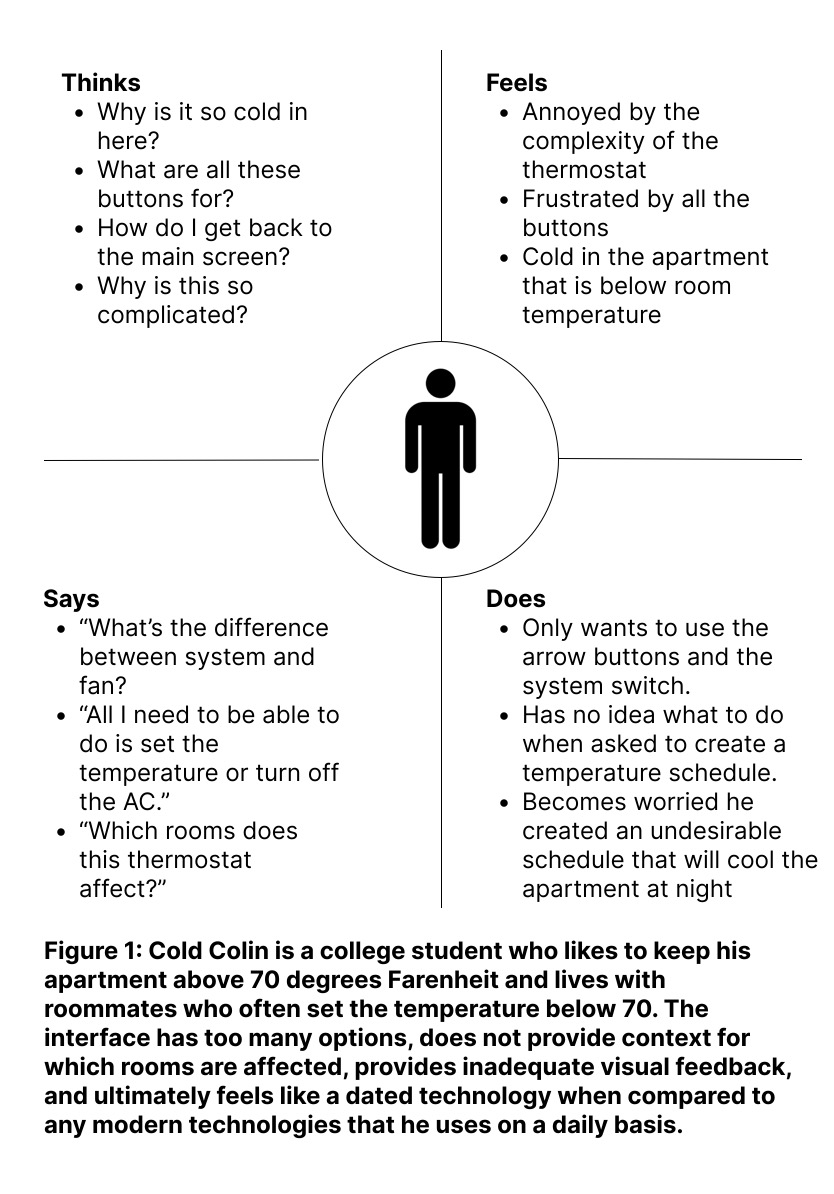 Thinks
• Why is it so cold in
here?
• What are all these
buttons for?
• How do I get back to
the main screen?
• Why is this so
complicated?
Feels
• Annoyed by the
complexity of the
thermostat
• Frustrated by all the
buttons
• Cold in the apartment
that is below room
temperature
Says
• “What’s the difference
between system and
fan?
• “All I need to be able to
do is set the
temperature or turn off
the AC.”
• “Which rooms does
this thermostat
affect?”
Does
• Only wants to use the
arrow buttons and the
system switch.
• Has no idea what to do
when asked to create a
temperature schedule.
• Becomes worried he
created an undesirable
schedule that will cool the
apartment at night
Figure 1: Cold Colin is a college student who likes to keep his
apartment above 70 degrees Farenheit and lives with
roommates who often set the temperature below 70. The
interface has too many options, does not provide context for
which rooms are affected, provides inadequate visual feedback,
and ultimately feels like a dated technology when compared to
any modern technologies that he uses on a daily basis.